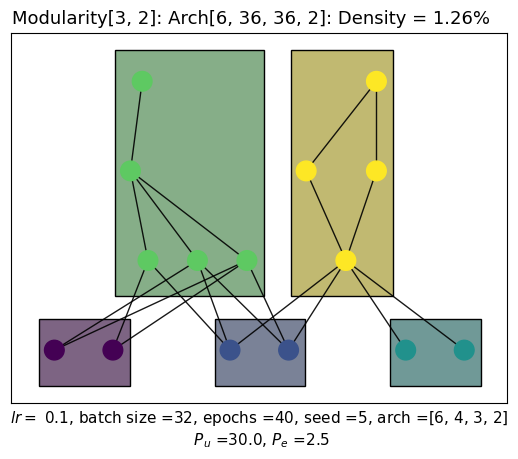 Modularity[3, 2]: Arch[6, 36, 36, 2]: Density = 1.26%
lr = 0.1, batch size =32, epochs =40, seed =5, arch =[6, 4, 3, 2]
P_u =30.0, P_e =2.5